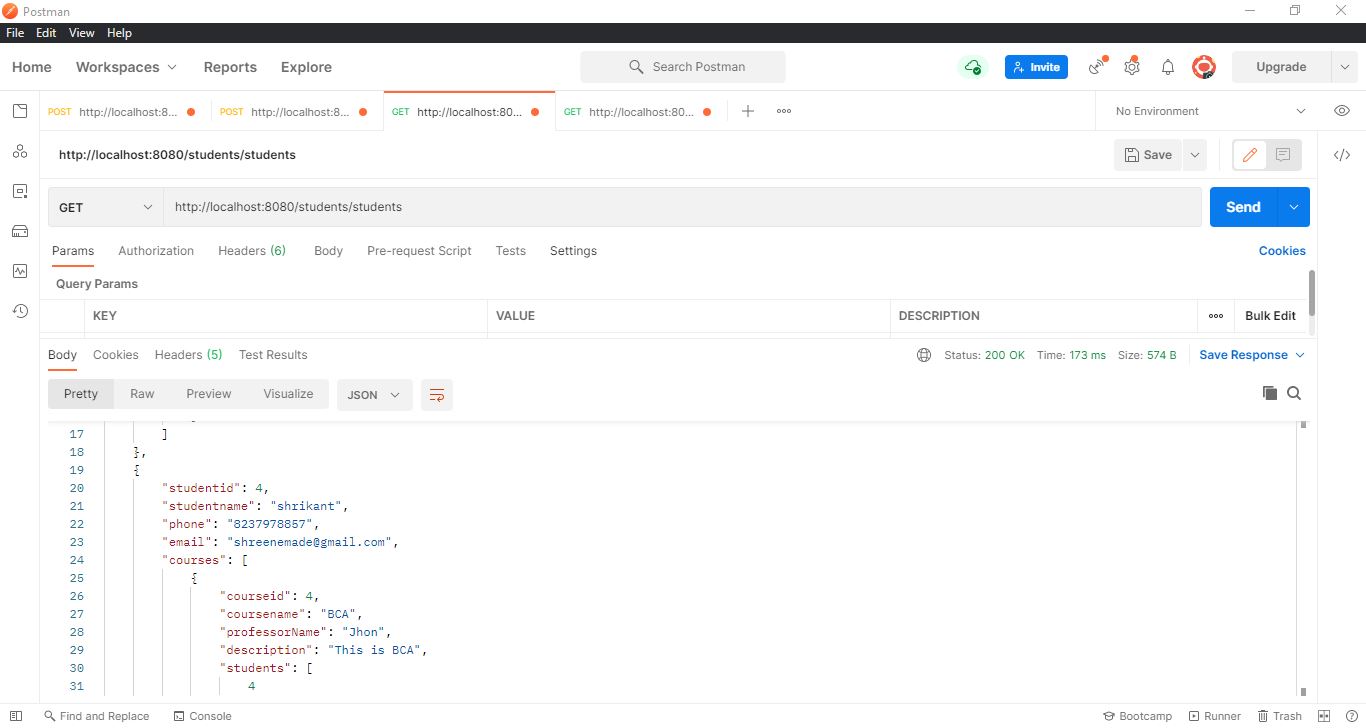 Postman
File Edit View Help
Home Workspaces Reports Explore Search Postman Invite Upgrade
POST http://localhost:8... POST http://localhost:8... GET http://localhost:80... GET http://localhost:80... No Environment
http://localhost:8080/students/students Save
GET http://localhost:8080/students/students Send
Params Authorization Headers (6) Body Pre-request Script Tests Settings Cookies
Query Params
KEY VALUE DESCRIPTION Bulk Edit
Body Cookies Headers (5) Test Results Status: 200 OK Time: 173 ms Size: 574 B Save Response
Pretty Raw Preview Visualize JSON
17 ]
18 },
19 {
20 "studentid": 4,
21 "studentname": "shrikant",
22 "phone": "8237978857",
23 "email": "shreenemade@gmail.com",
24 "courses": [
25 {
26 "courseid": 4,
27 "coursename": "BCA",
28 "professorName": "Jhon",
29 "description": "This is BCA",
30 "students": [
31 4
Find and Replace Console Bootcamp Runner Trash